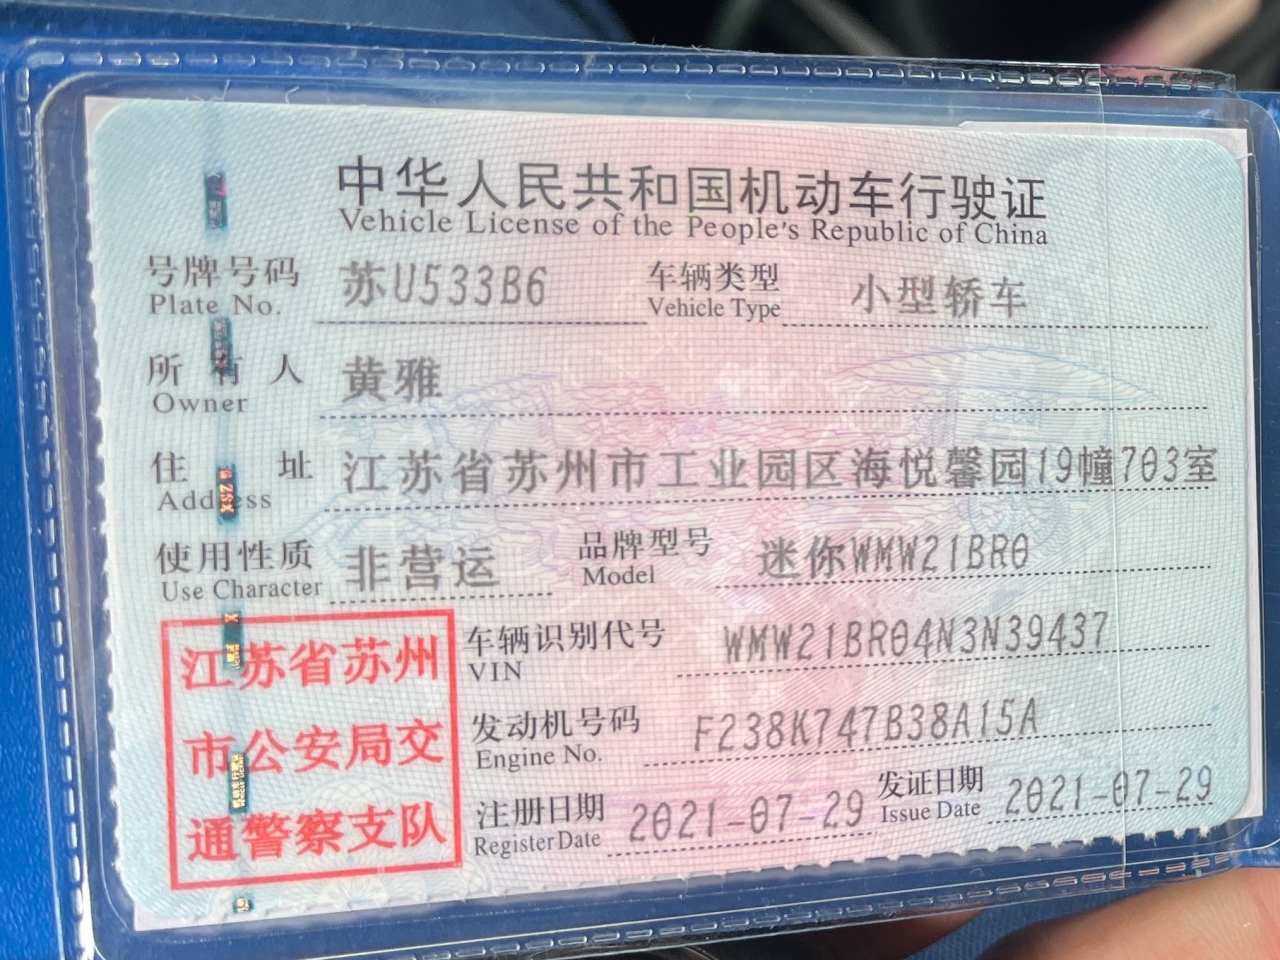 中华人民共和国机动车行驶证
Vehicle License of the People's Republic of China
号牌号码 苏U533B6 车辆类型 小型轿车
Plate No. Vehicle Type
所有人 黄雅
Owner
住址 江苏省苏州市工业园区海悦馨园19幢703室
Address
使用性质 非营运 品牌型号 迷你WMW21BR0
Use Character Model
车辆识别代号 WMW21BR04N3N39437
VIN
发动机号码 F238K747B38A15A
Engine No.
注册日期 2021-07-29 发证日期 2021-07-29
Register Date Issue Date
江苏省苏州
市公安局交
通警察支队